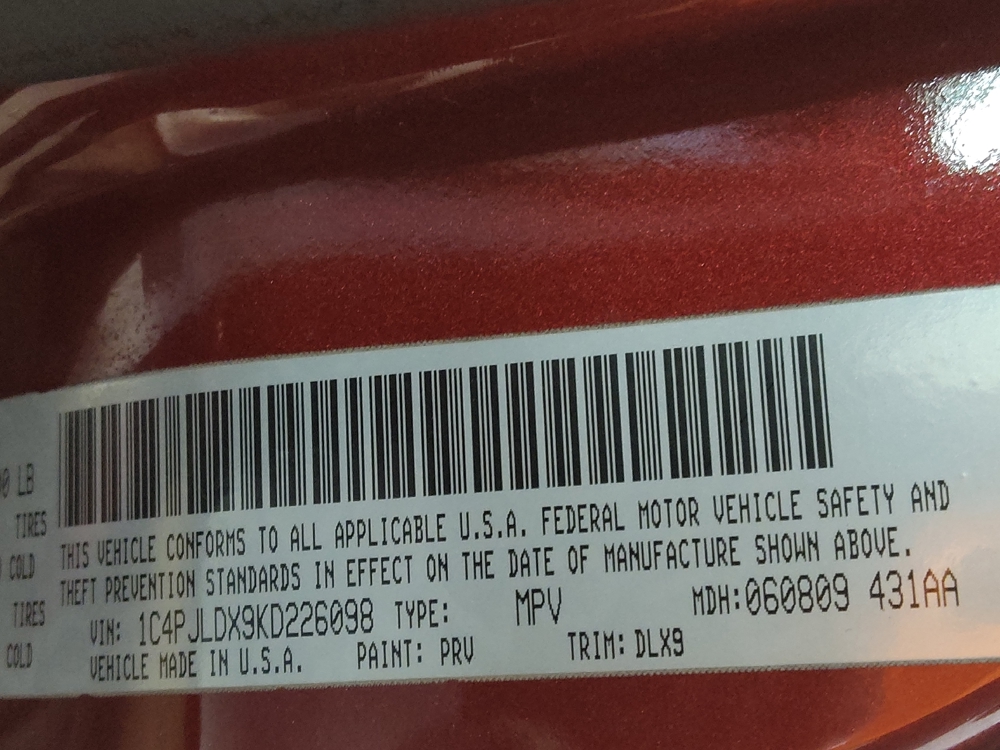 0 LB
TIRES
COLD
TIRES
COLD
THIS VEHICLE CONFORMS TO ALL APPLICABLE U.S.A. FEDERAL MOTOR VEHICLE SAFETY AND
THEFT PREVENTION STANDARDS IN EFFECT ON THE DATE OF MANUFACTURE SHOWN ABOVE.
VIN: 1C4PJLDX9KD226098 TYPE: MPV MDH:060809 431AA
VEHICLE MADE IN U.S.A. PAINT: PRV TRIM: DLX9